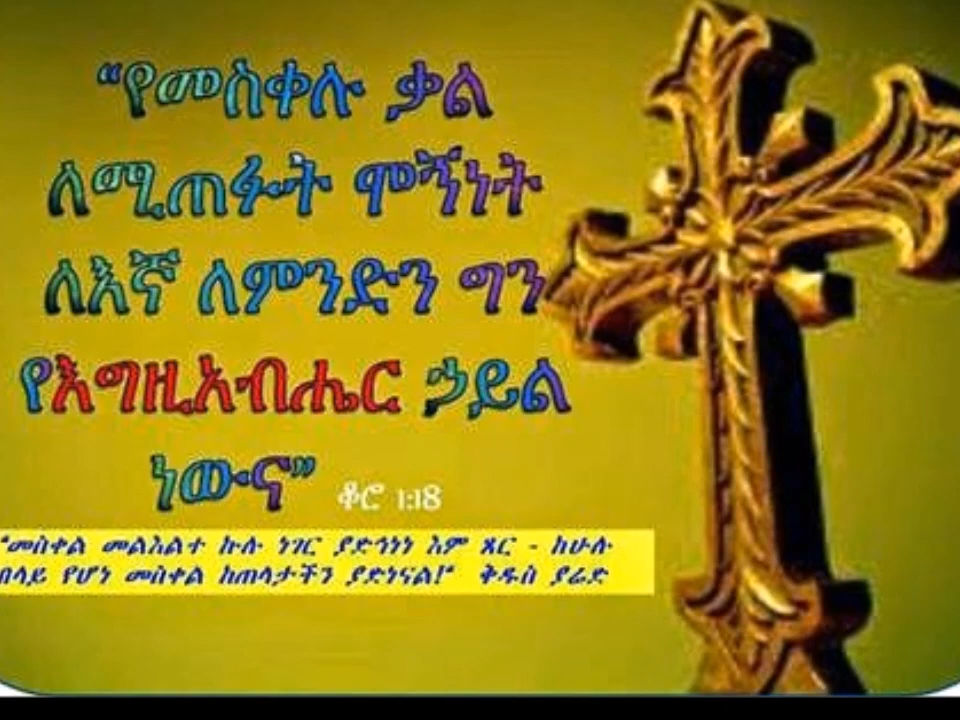 “የመስቀሉ ቃል
ለሚጠፉት ሞኝነት
ለእኛ ለምንድን ግን
የእግዚአብሔር ኃይል
ነውና” ቆሮ 1:18
“መስቀል መልእልተ ኩሉ ነገር ያድኅነነ እም ጸር - ከሁሉ
በላይ የሆነ መስቀል ከጠላታችን ያድነናል!“ ቅዱስ ያሬድ